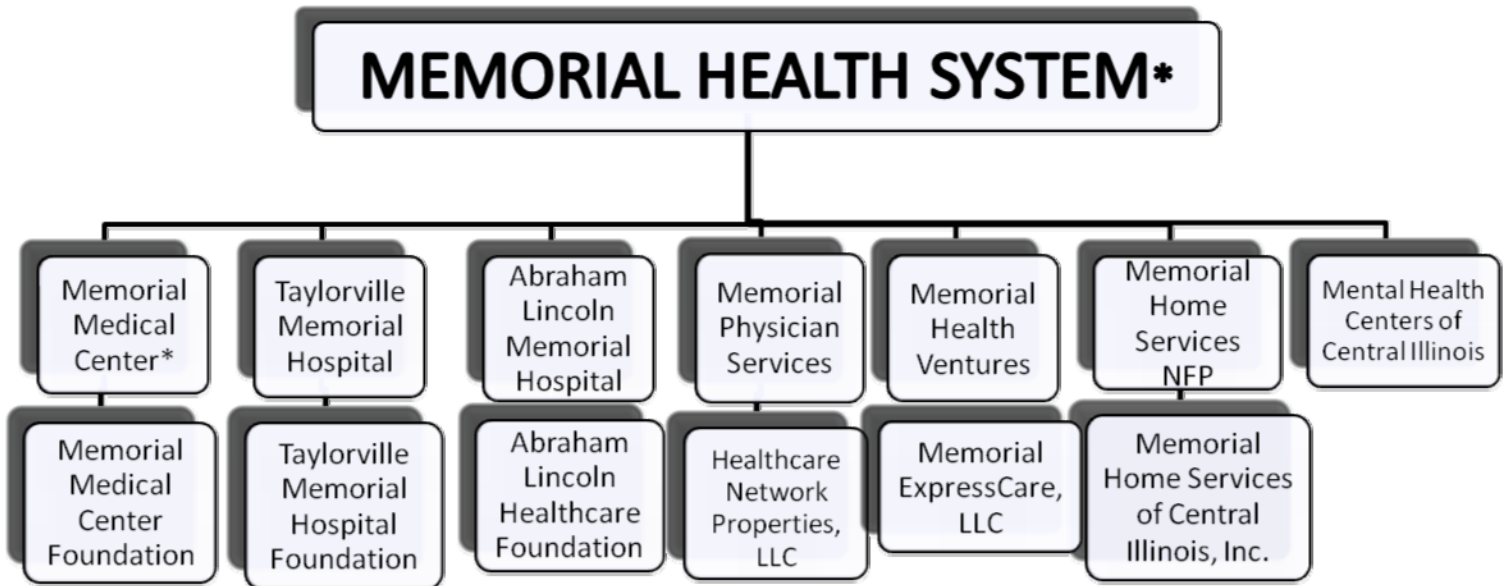 MEMORIAL HEALTH SYSTEM*
Memorial
Medical
Center*
Taylorville
Memorial
Hospital
Abraham
Lincoln
Memorial
Hospital
Memorial
Physician
Services
Memorial
Health
Ventures
Memorial
Home
Services
NFP
Mental Health
Centers of
Central Illinois
Memorial
Medical
Center
Foundation
Taylorville
Memorial
Hospital
Foundation
Abraham
Lincoln
Healthcare
Foundation
Healthcare
Network
Properties,
LLC
Memorial
ExpressCare,
LLC
Memorial
Home Services
of Central
Illinois, Inc.